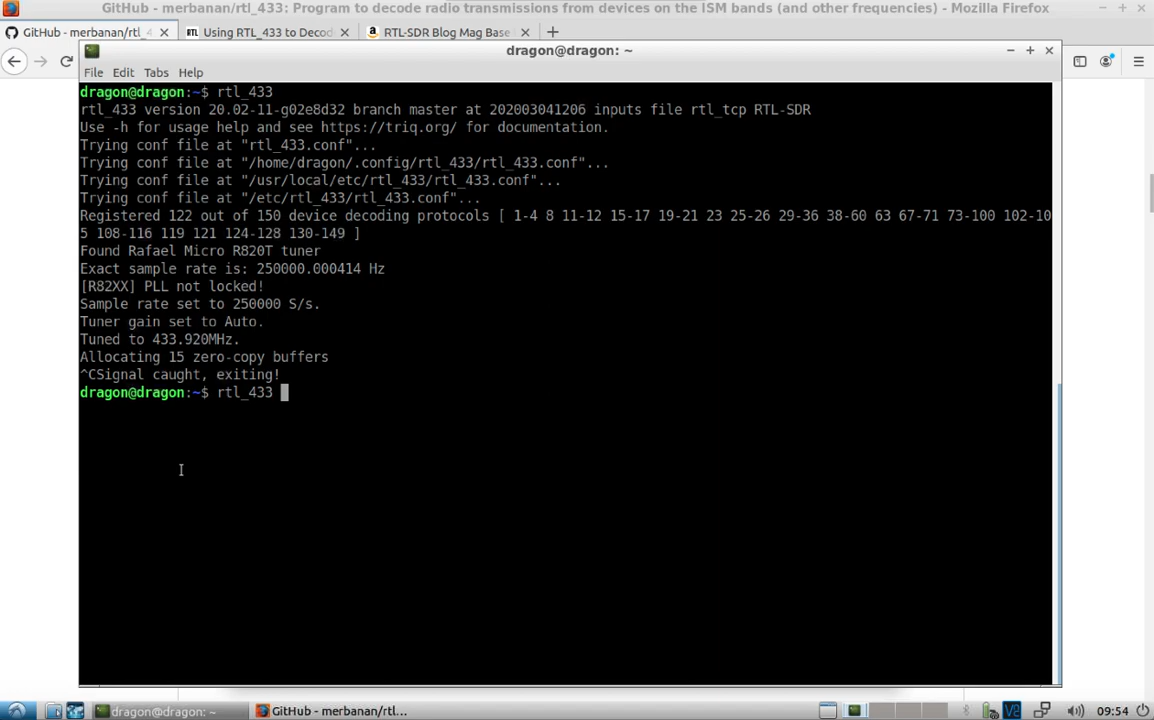 GitHub - merbanan/rtl_433: Program to decode radio transmissions from devices on the ISM bands (and other frequencies) - Mozilla Firefox
GitHub - merbanan/rtl_4
Using RTL_433 to Decod
RTL-SDR Blog Mag Base
dragon@dragon: ~
File Edit Tabs Help
dragon@dragon:~$ rtl_433
rtl_433 version 20.02-11-g02e8d32 branch master at 202003041206 inputs file rtl_tcp RTL-SDR
Use -h for usage help and see https://triq.org/ for documentation.
Trying conf file at "rtl_433.conf"...
Trying conf file at "/home/dragon/.config/rtl_433/rtl_433.conf"...
Trying conf file at "/usr/local/etc/rtl_433/rtl_433.conf"...
Trying conf file at "/etc/rtl_433/rtl_433.conf"...
Registered 122 out of 150 device decoding protocols [ 1-4 8 11-12 15-17 19-21 23 25-26 29-36 38-60 63 67-71 73-100 102-10
5 108-116 119 121 124-128 130-149 ]
Found Rafael Micro R820T tuner
Exact sample rate is: 250000.000414 Hz
[R82XX] PLL not locked!
Sample rate set to 250000 S/s.
Tuner gain set to Auto.
Tuned to 433.920MHz.
Allocating 15 zero-copy buffers
^CSignal caught, exiting!
dragon@dragon:~$ rtl_433
dragon@dragon: ~
GitHub - merbanan/rtl...
09:54